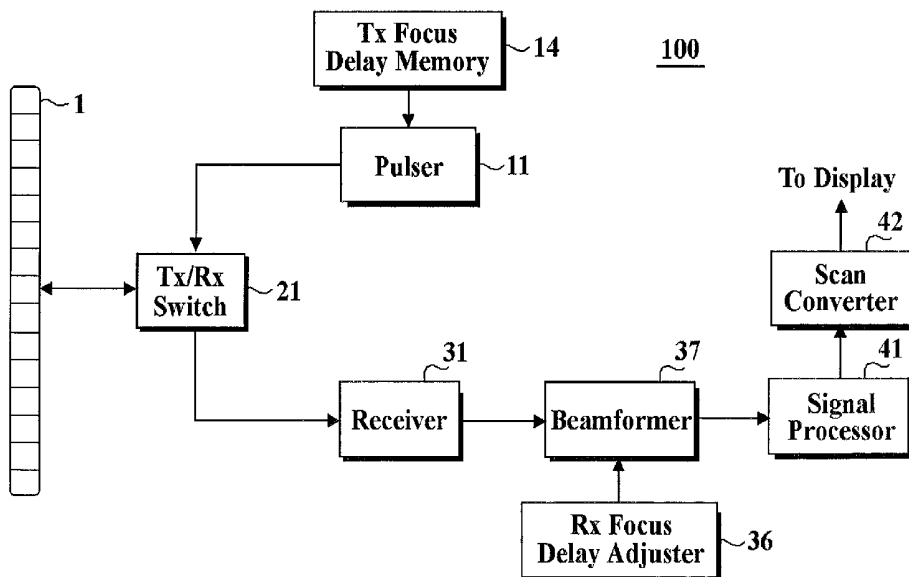 Tx Focus
Delay Memory
14
100
1
Pulser
11
To Display
42
Tx/Rx
Switch
21
Scan
Converter
31
37
41
Receiver
Beamformer
Signal
Processor
Rx Focus
Delay Adjuster
36